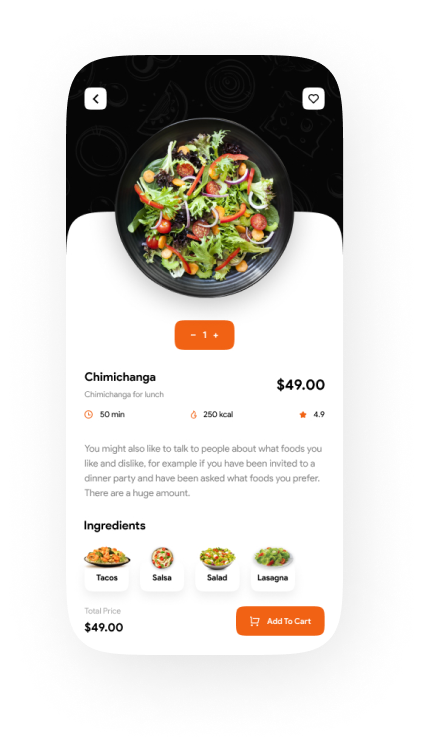 - 1 +
Chimichanga
$49.00
Chimichanga for lunch
50 min
250 kcal
4.9
You might also like to talk to people about what foods you
like and dislike, for example if you have been invited to a
dinner party and have been asked what foods you prefer.
There are a huge amount.
Ingredients
Tacos
Salsa
Salad
Lasagna
Total Price
$49.00
Add To Cart